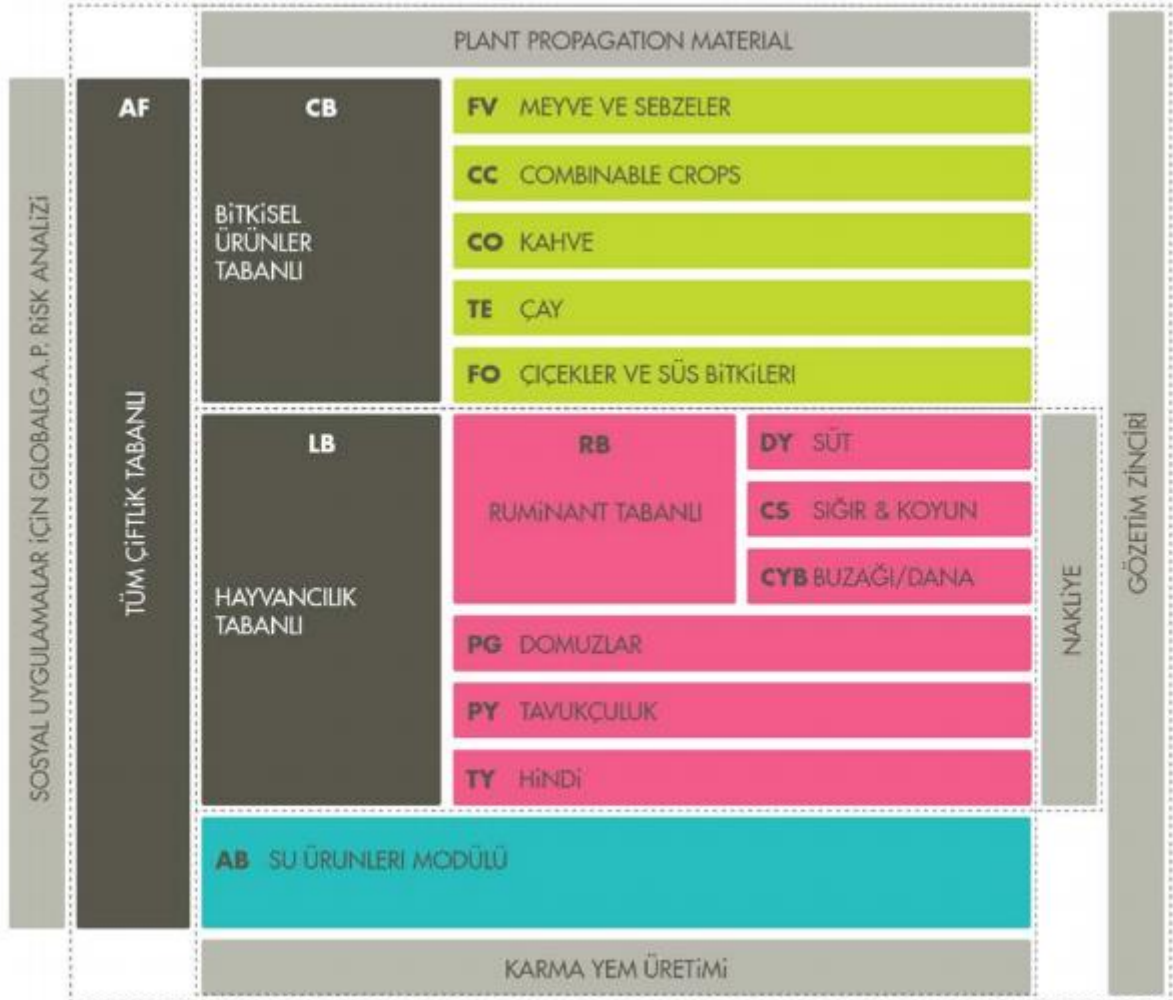 PLANT PROPAGATION MATERIAL
SOSYAL UYGULAMALAR İÇİN GLOBALG.A.P. RİSK ANALİZİ
AF
TÜM ÇİFTLİK TABANLI
CB
BİTKİSEL
ÜRÜNLER
TABANLI
FV MEYVE VE SEBZELER
CC COMBINABLE CROPS
CO KAHVE
TE ÇAY
FO ÇİÇEKLER VE SÜS BİTKİLERİ
LB
HAYVANCILIK
TABANLI
RB
RUMİNANT TABANLI
DY SÜT
CS SIĞIR & KOYUN
CYB BUZAĞI/DANA
PG DOMUZLAR
PY TAVUKÇULUK
TY HİNDİ
NAKLİYE
GÖZETİM ZİNCİRİ
AB SU ÜRUNLERI MODÜLÜ
KARMA YEM ÜRETİMİ